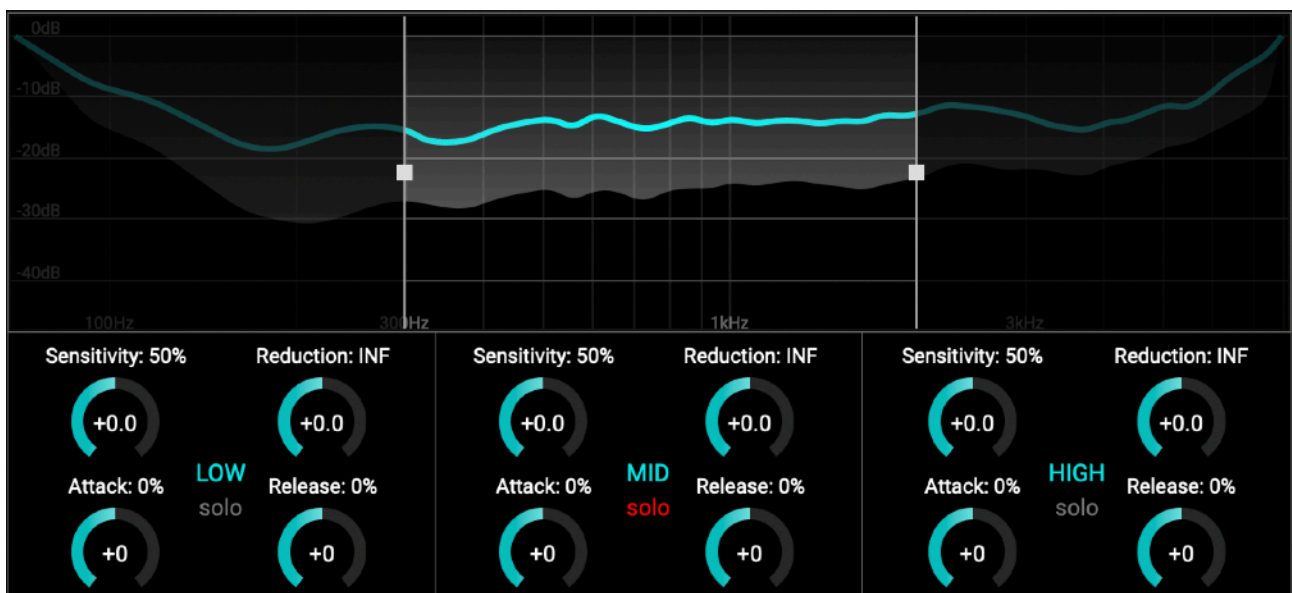 0dB
-10dB
-20dB
-30dB
-40dB
100Hz 300Hz 1kHz 3kHz
Sensitivity: 50% Reduction: INF Sensitivity: 50% Reduction: INF Sensitivity: 50% Reduction: INF
+0.0 +0.0 +0.0 +0.0 +0.0 +0.0
LOW MID HIGH
Attack: 0% Release: 0% Attack: 0% Release: 0% Attack: 0% Release: 0%
solo solo solo
+0 +0 +0 +0 +0 +0